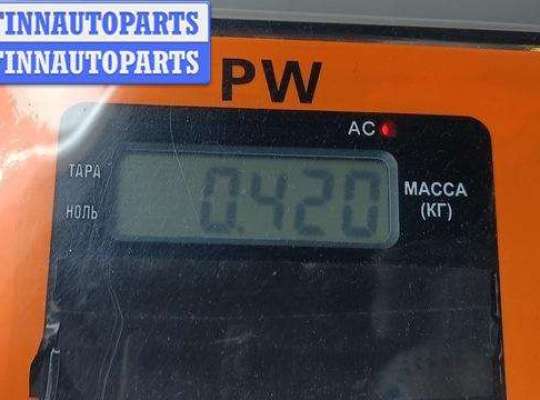 FINNAUTOPARTS
FINNAUTOPARTS
PW
AC
ТАРА
0.420
МАССА
(КГ)
НОЛЬ